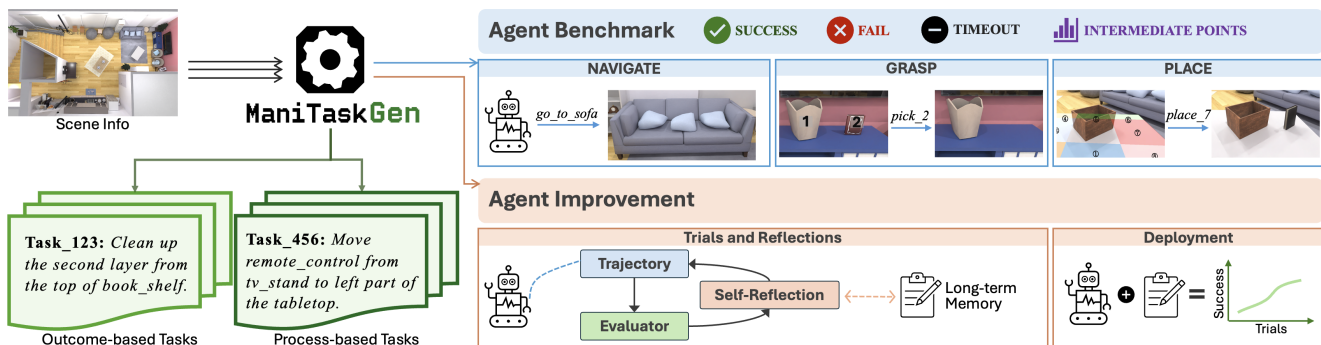 Scene Info
ManiTaskGen
Task_123: Clean up
the second layer from
the top of book_shelf.
Outcome-based Tasks
Task_456: Move
remote_control from
tv_stand to left part of
the tabletop.
Process-based Tasks
Agent Benchmark
SUCCESS
FAIL
TIMEOUT
INTERMEDIATE POINTS
NAVIGATE
go_to_sofa
GRASP
1
2
pick_2
PLACE
place_7
Agent Improvement
Trials and Reflections
Trajectory
Self-Reflection
Evaluator
Long-term
Memory
Deployment
Success
Trials